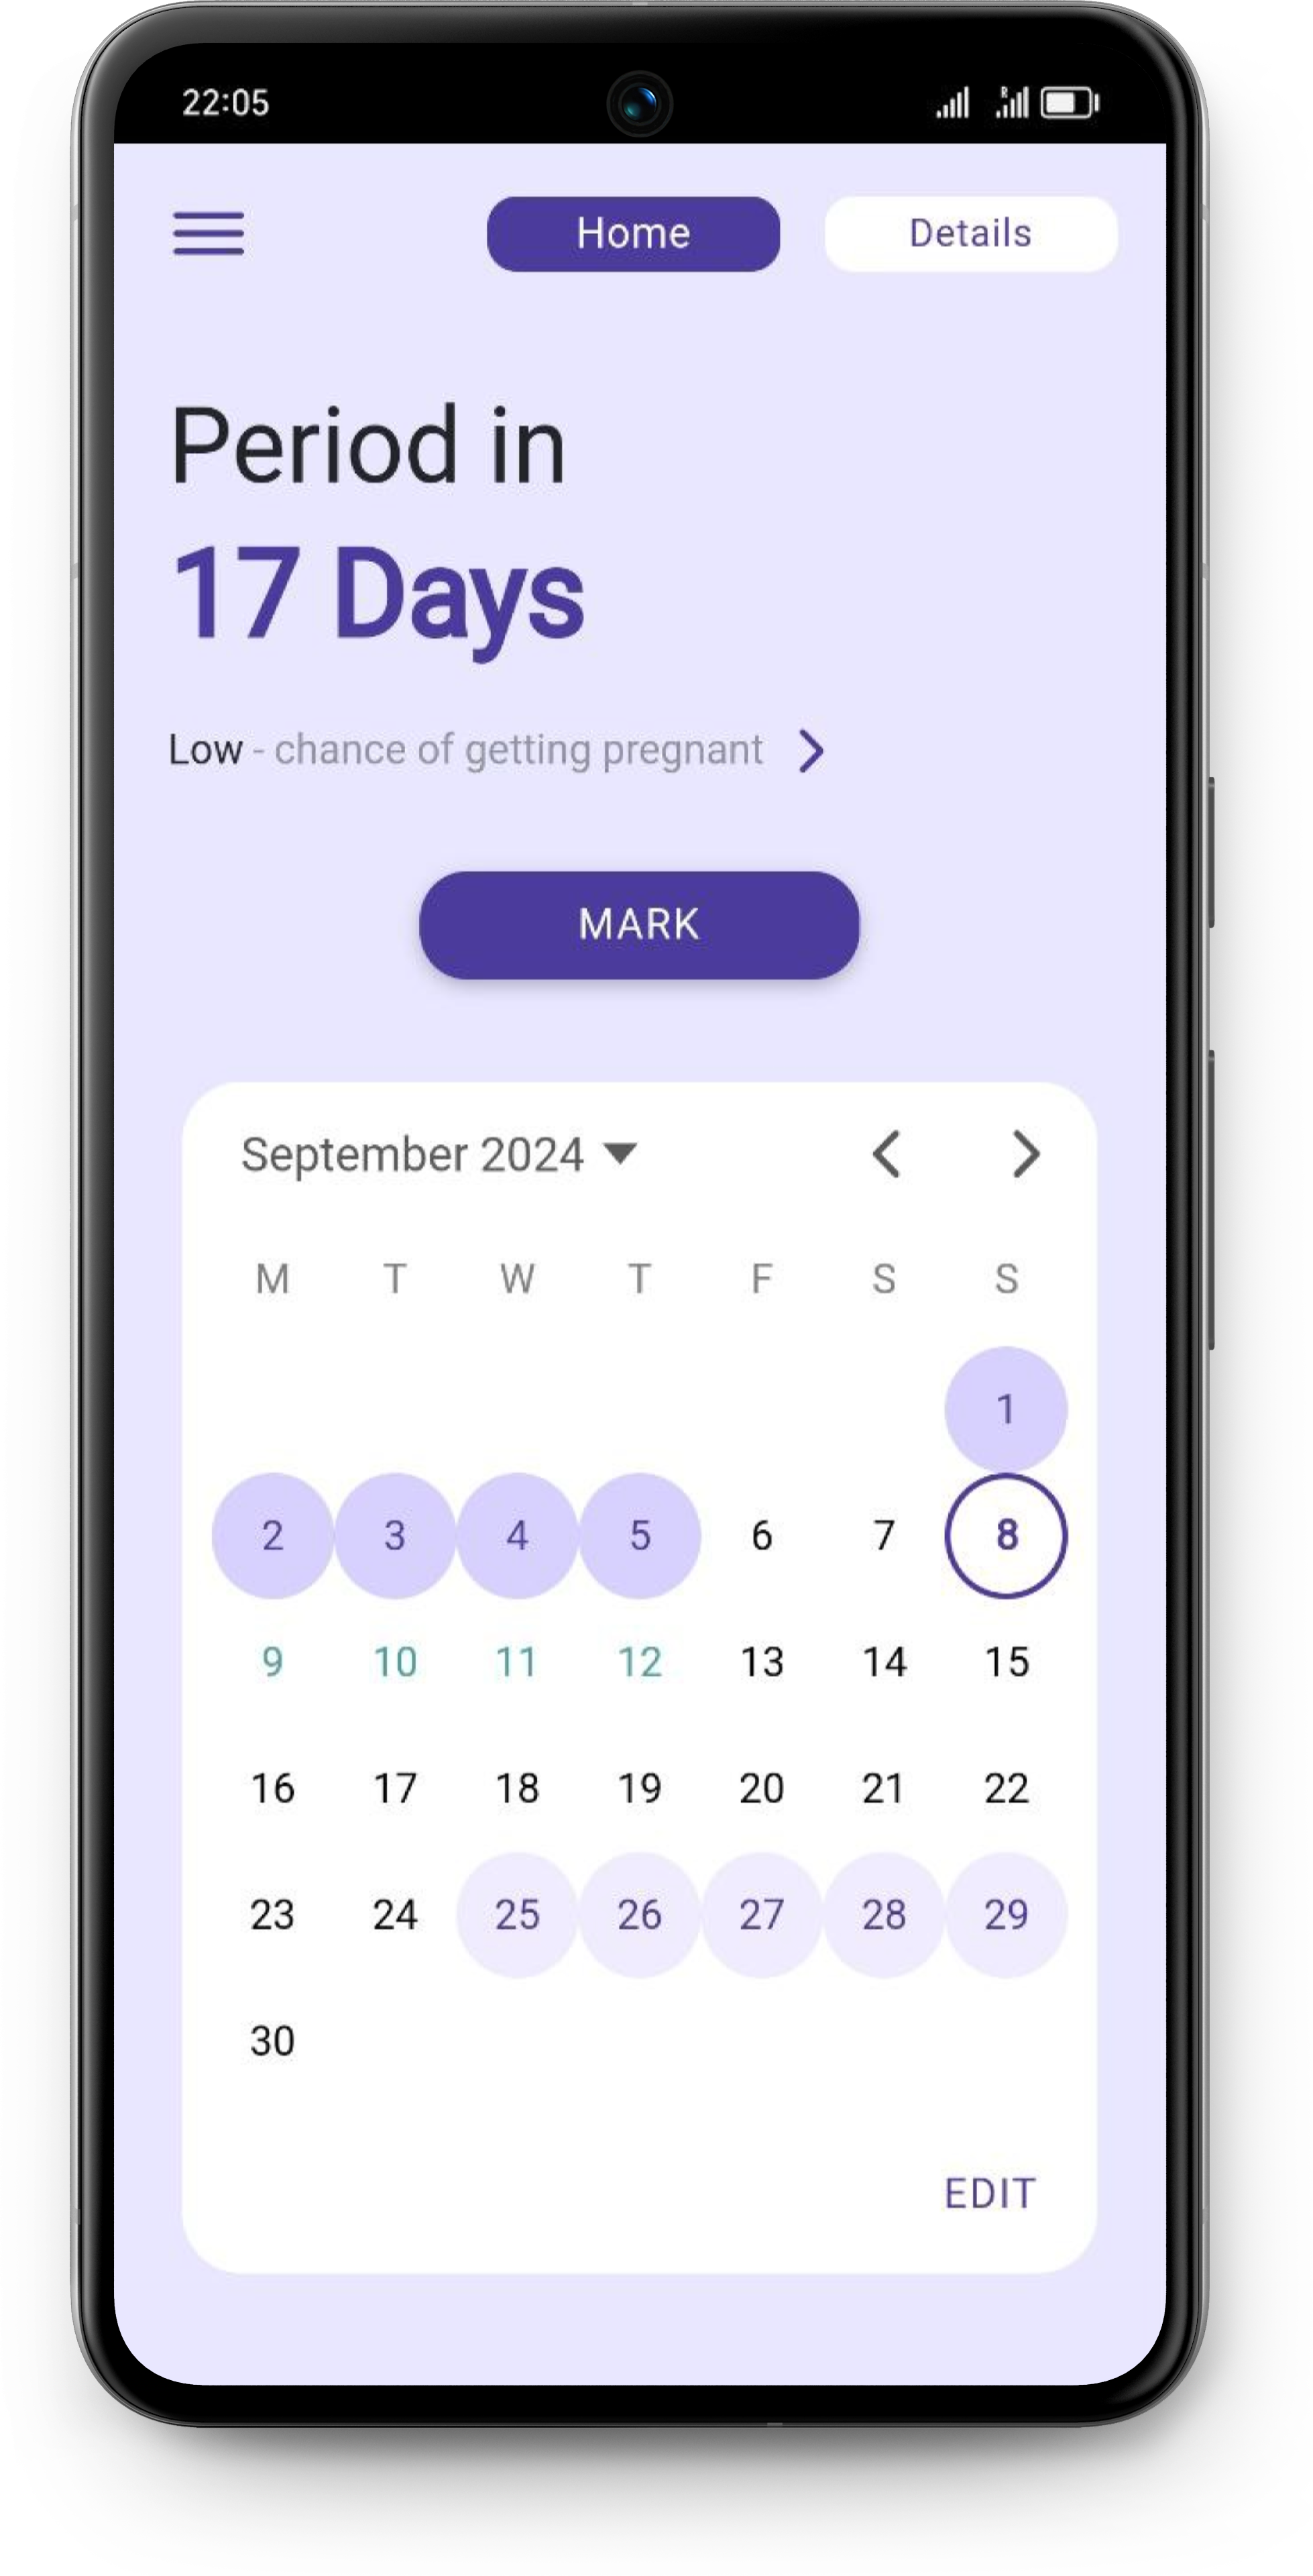 22:05
R
Home Details
Period in
17 Days
Low - chance of getting pregnant
MARK
September 2024
M T W T F S S
1
2 3 4 5 6 7 8
9 10 11 12 13 14 15
16 17 18 19 20 21 22
23 24 25 26 27 28 29
30
EDIT